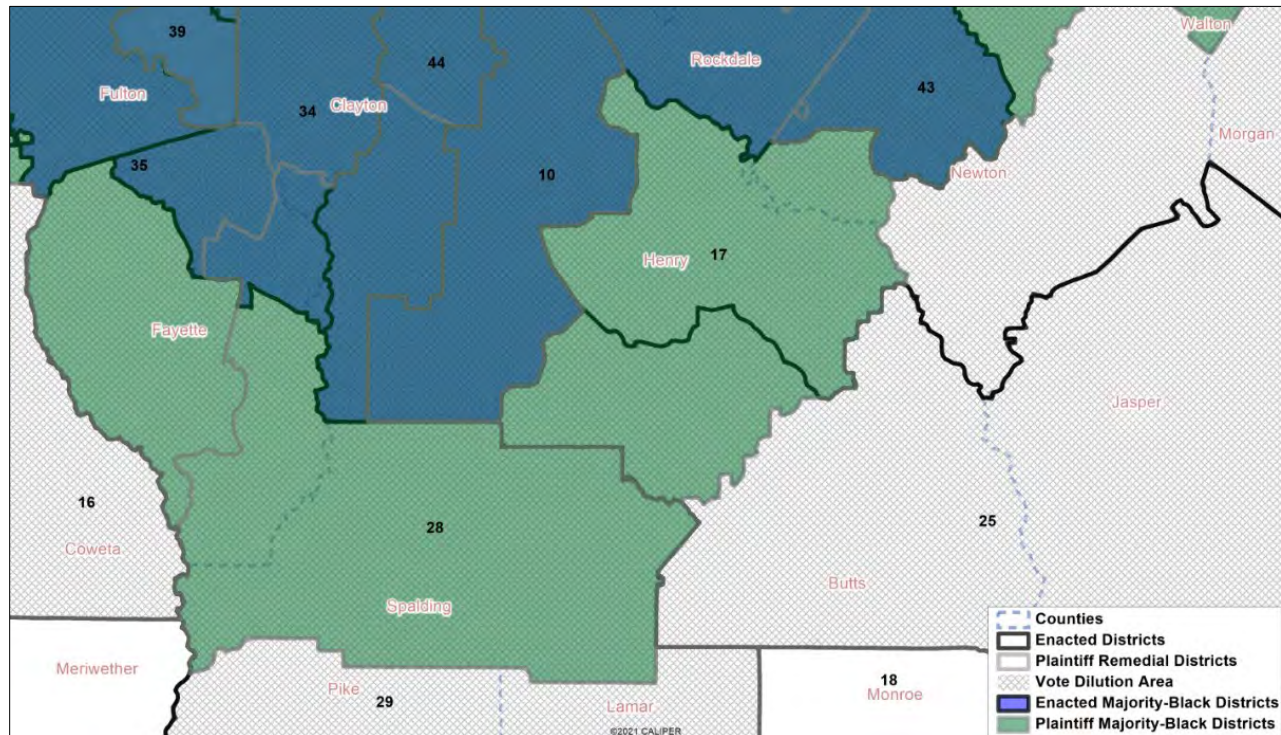 Walton
39
44
Rockdale
Fulton
34
Clayton
43
Morgan
35
10
Newton
Henry
17
Fayette
Jasper
16
28
25
Coweta
Butts
Spalding
Meriwether
Pike
29
Lamar
18
Monroe
©2021 CALIPER
Counties
Enacted Districts
Plaintiff Remedial Districts
Vote Dilution Area
Enacted Majority-Black Districts
Plaintiff Majority-Black Districts